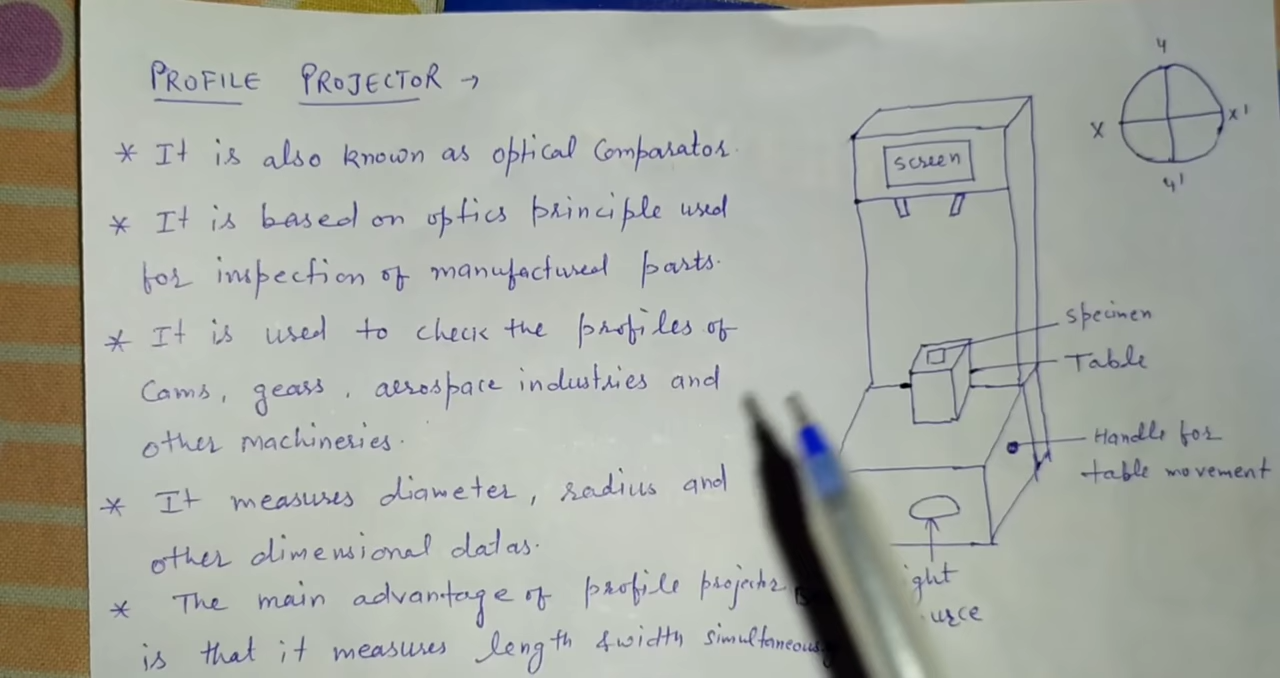 PROFILE PROJECTOR →
* It is also known as optical Comparator.
* It is based on optics principle used
for inspection of manufactured parts.
* It is used to check the profiles of
Cams, gears, aerospace industries and
other machineries.
* It measures diameter, radius and
other dimensional datas.
* The main advantage of profile projector
is that it measures length & width simultaneous
screen
y
x x'
y'
specimen
Table
Handle for
table movement
ight
urce